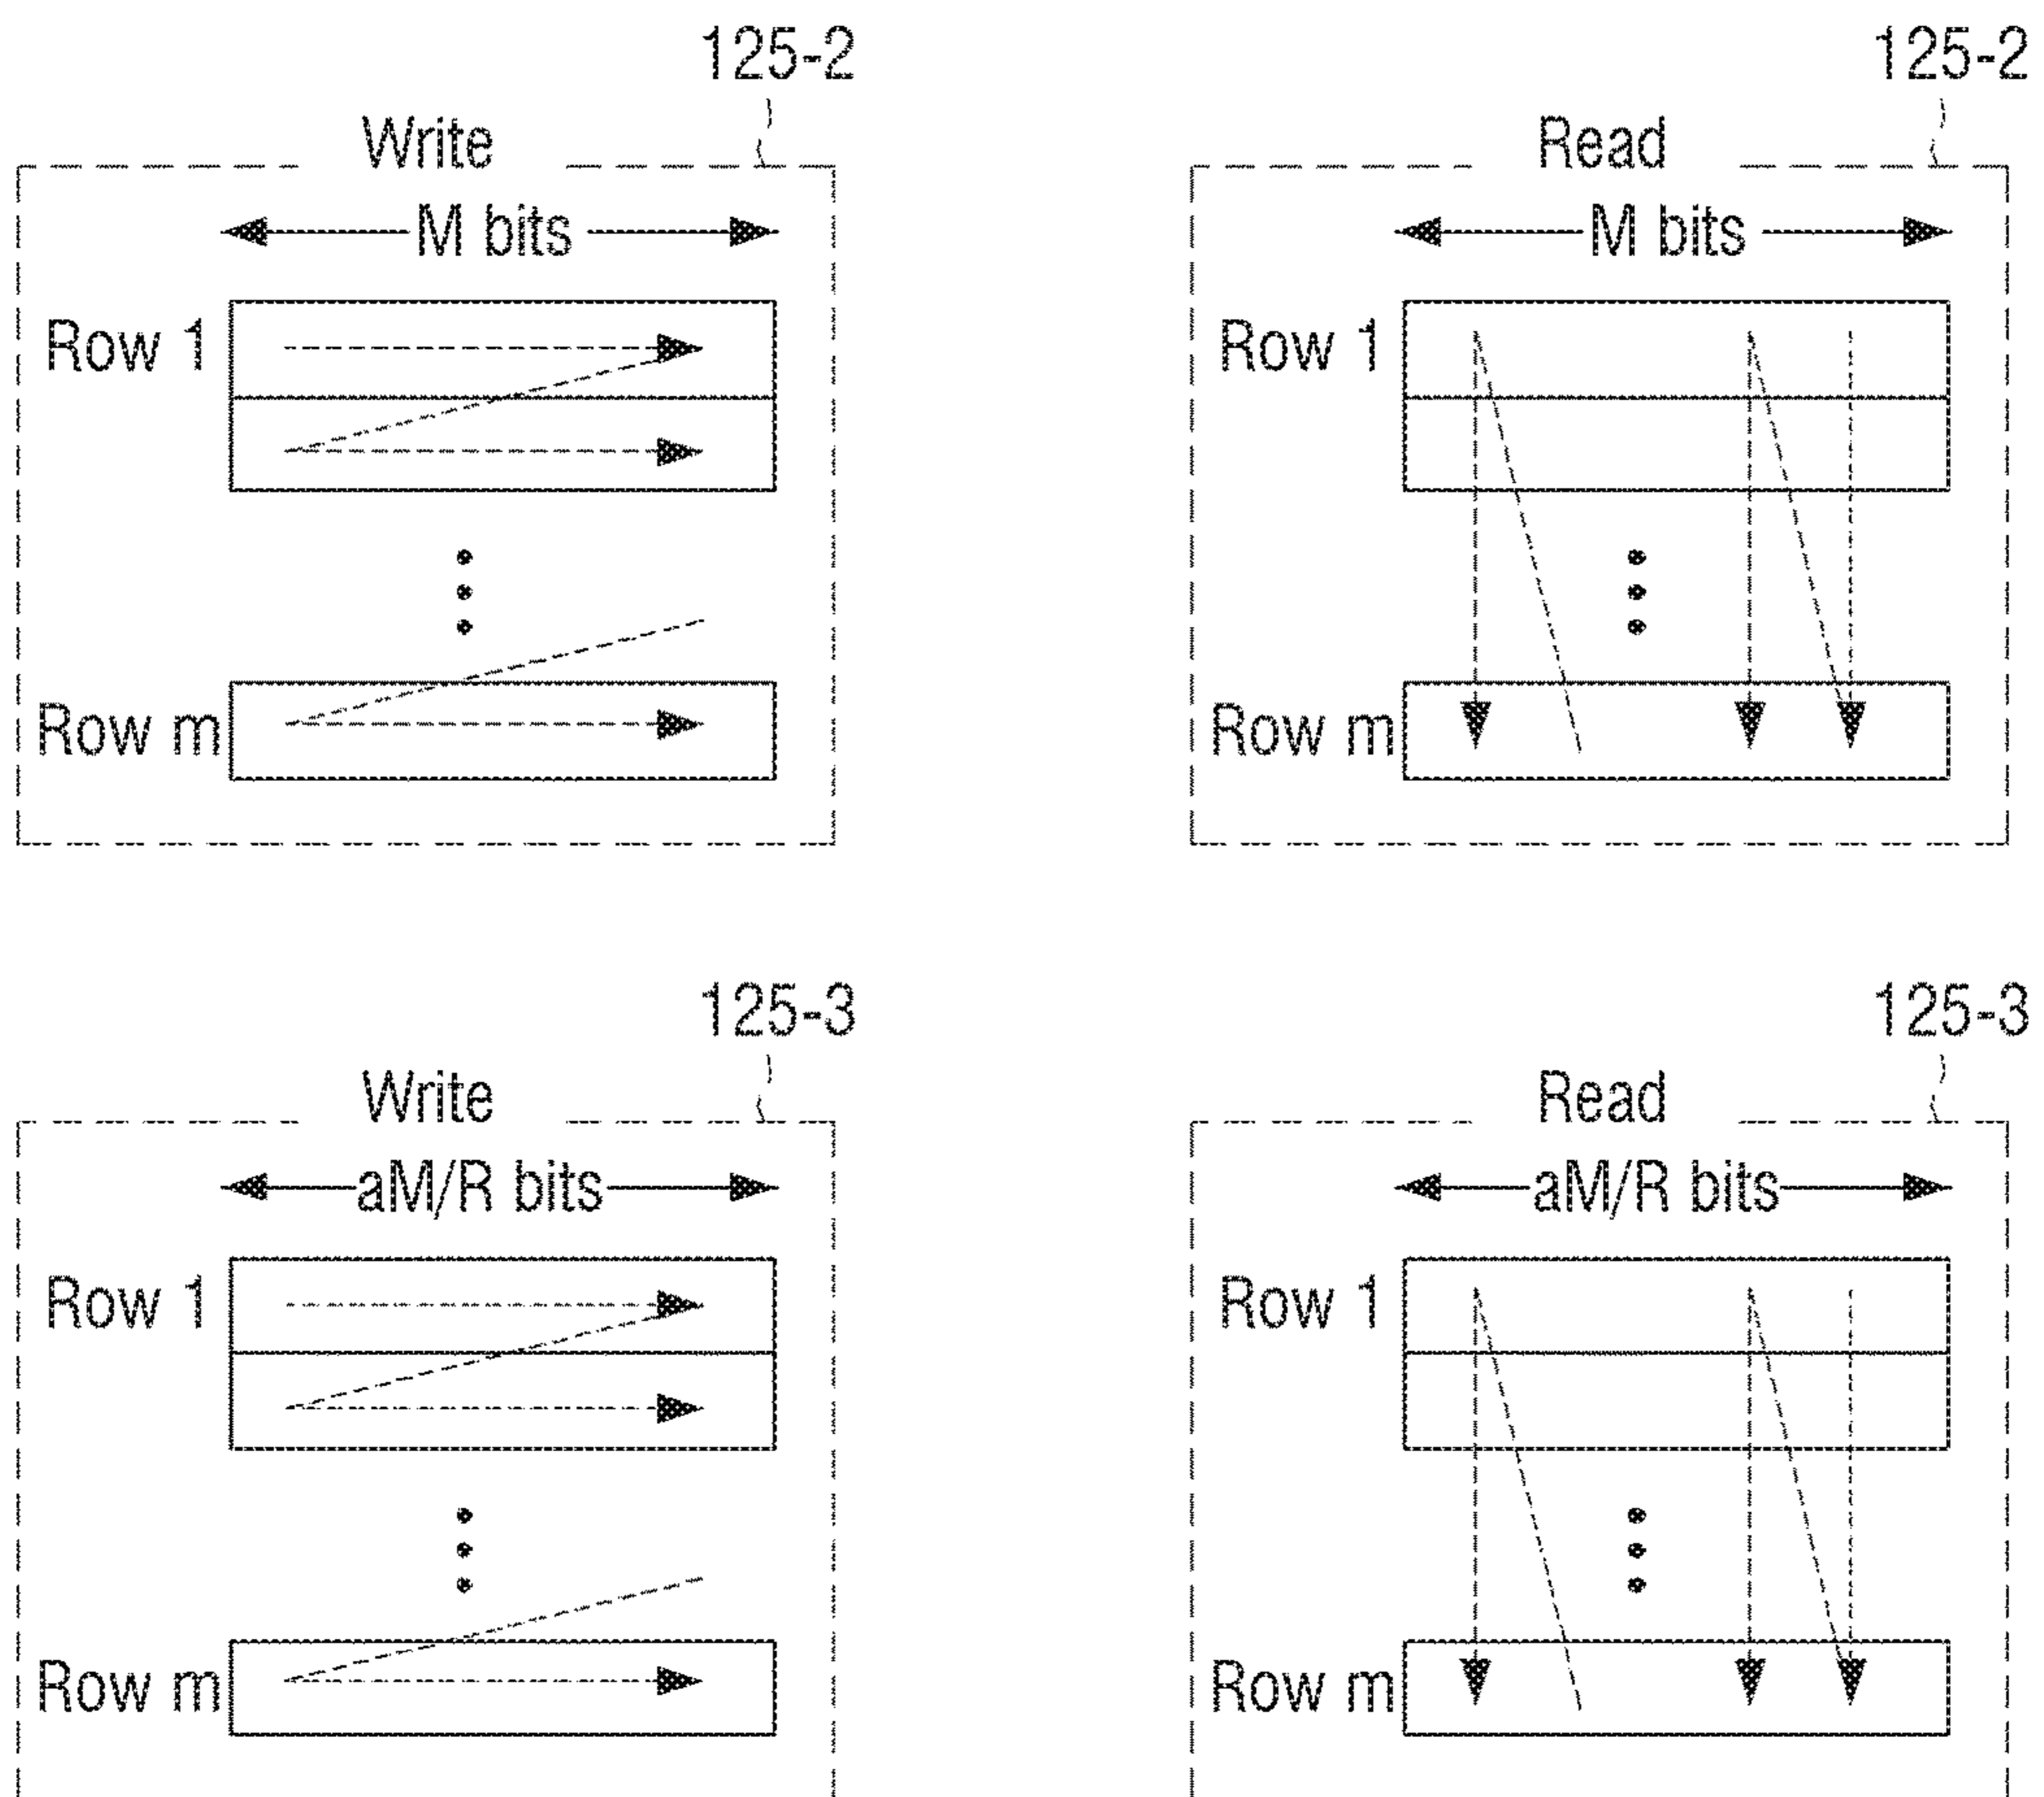 125-2
Write
M bits
Row 1
Row m
125-2
Read
M bits
Row 1
Row m
125-3
Write
aM/R bits
Row 1
Row m
125-3
Read
aM/R bits
Row 1
Row m